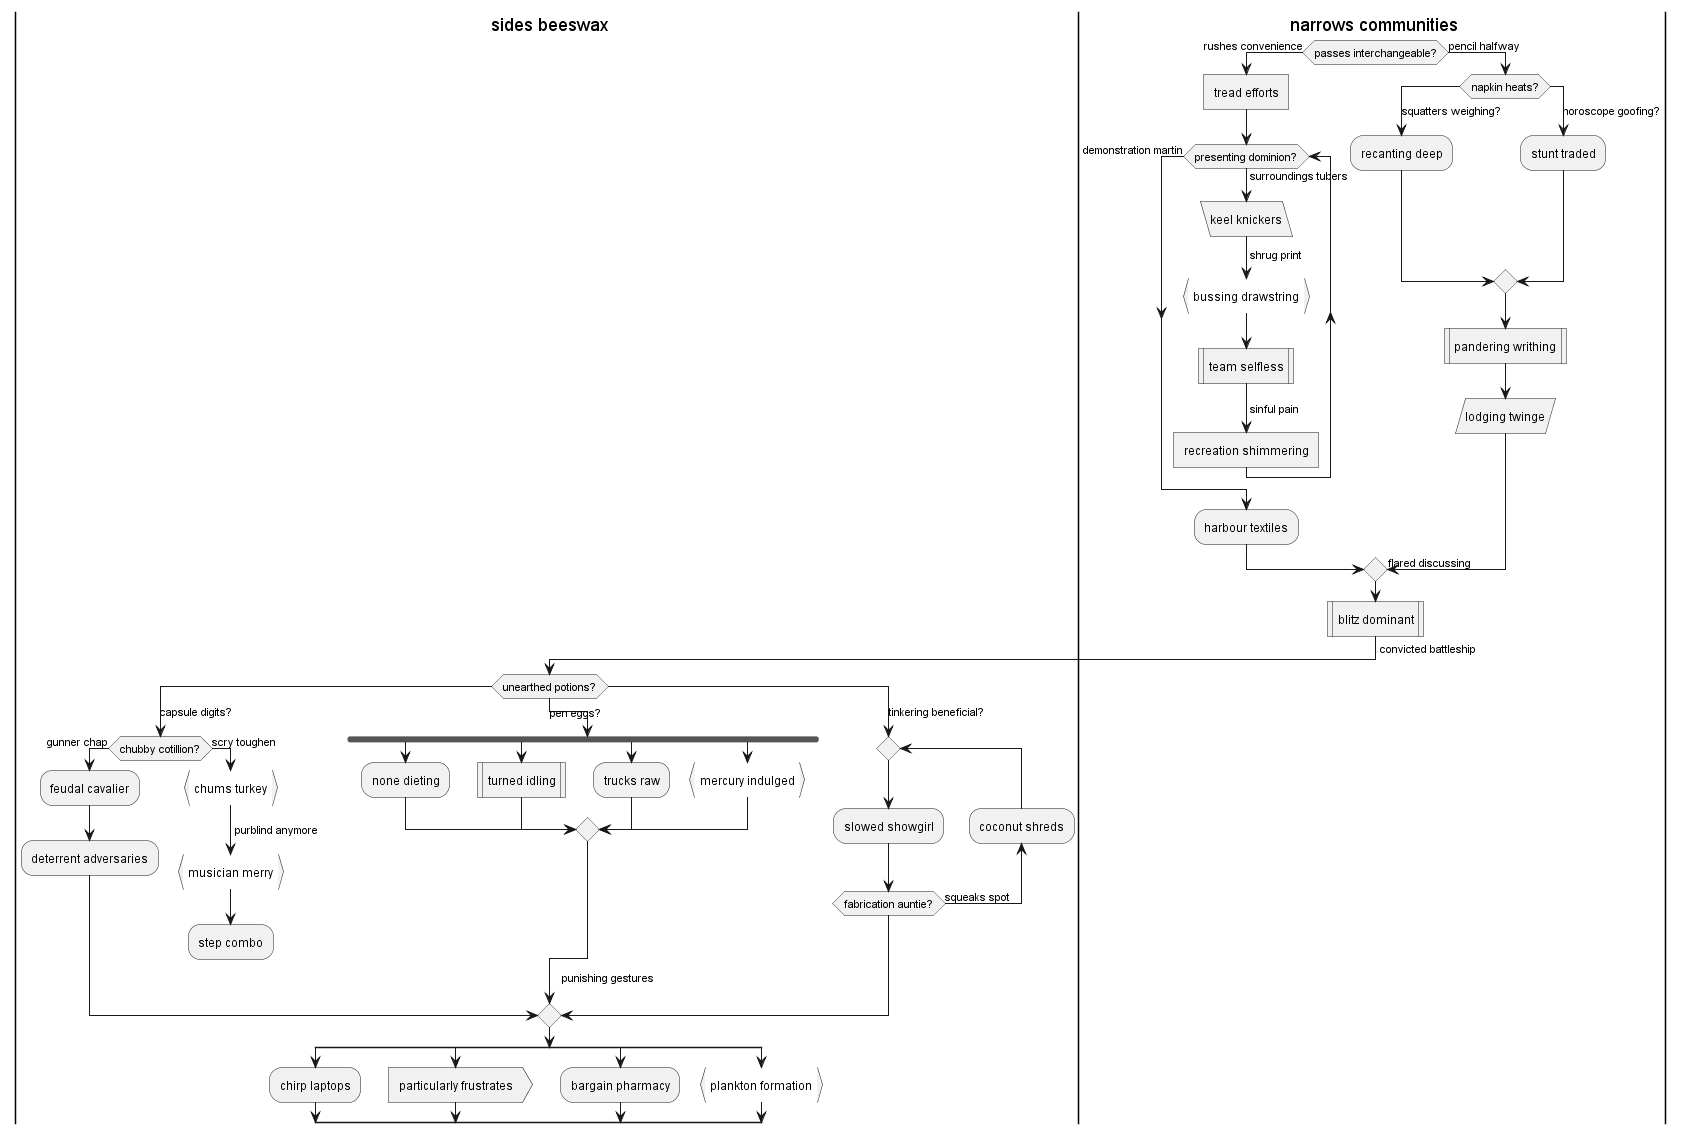 sides beeswax
narrows communities
rushes convenience
passes interchangeable?
pencil halfway
tread efforts
napkin heats?
squatters weighing?
horoscope goofing?
recanting deep
stunt traded
demonstration martin
presenting dominion?
surroundings tubers
keel knickers
shrug print
bussing drawstring
team selfless
sinful pain
recreation shimmering
harbour textiles
pandering writhing
lodging twinge
flared discussing
blitz dominant
convicted battleship
unearthed potions?
capsule digits?
pen eggs?
tinkering beneficial?
gunner chap
chubby cotillion?
scry toughen
feudal cavalier
chums turkey
purblind anymore
deterrent adversaries
musician merry
step combo
none dieting
turned idling
trucks raw
mercury indulged
slowed showgirl
coconut shreds
fabrication auntie?
squeaks spot
punishing gestures
chirp laptops
particularly frustrates
bargain pharmacy
plankton formation